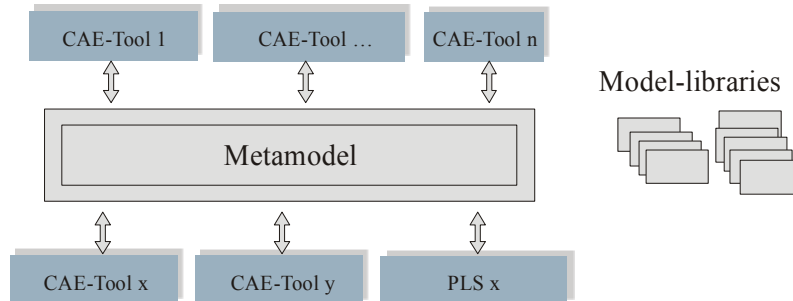 CAE-Tool 1
CAE-Tool …
CAE-Tool n
Model-libraries
Metamodel
CAE-Tool x
CAE-Tool y
PLS x